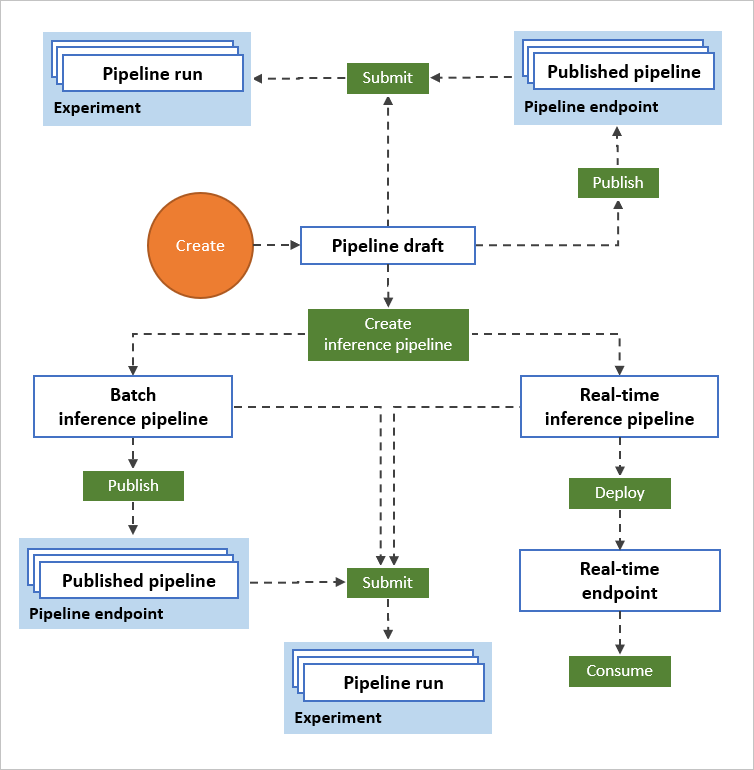 Pipeline run
Experiment
Submit
Published pipeline
Pipeline endpoint
Publish
Create
Pipeline draft
Create
inference pipeline
Batch
inference pipeline
Real-time
inference pipeline
Publish
Deploy
Published pipeline
Pipeline endpoint
Submit
Real-time
endpoint
Pipeline run
Experiment
Consume